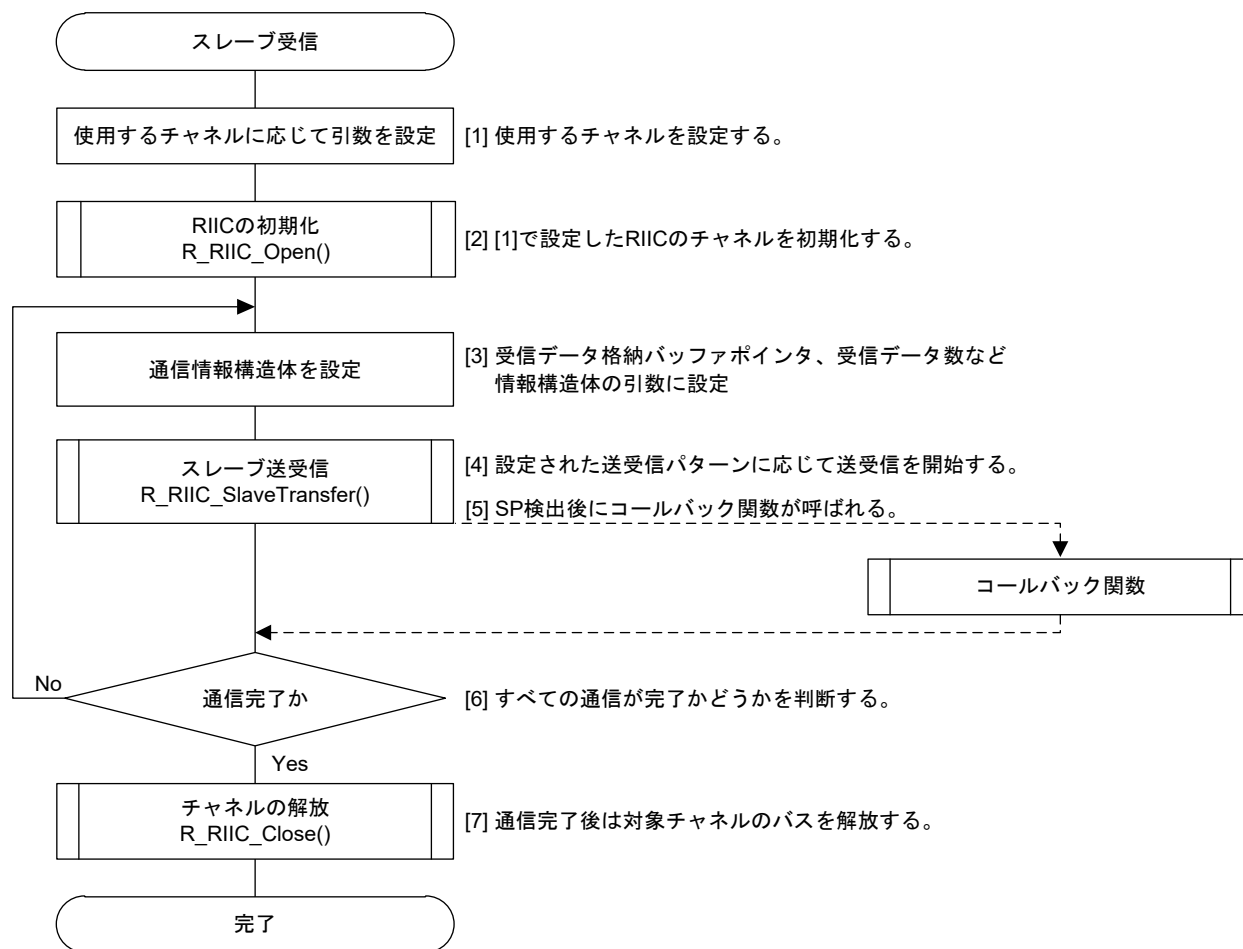 スレーブ受信
使用するチャネルに応じて引数を設定
[1] 使用するチャネルを設定する。
RIICの初期化
R_RIIC_Open()
[2] [1]で設定したRIICのチャネルを初期化する。
通信情報構造体を設定
[3] 受信データ格納バッファポインタ、受信データ数など
情報構造体の引数に設定
スレーブ送受信
R_RIIC_SlaveTransfer()
[4] 設定された送受信パターンに応じて送受信を開始する。
[5] SP検出後にコールバック関数が呼ばれる。
コールバック関数
No
通信完了か
[6] すべての通信が完了かどうかを判断する。
Yes
チャネルの解放
R_RIIC_Close()
[7] 通信完了後は対象チャネルのバスを解放する。
完了